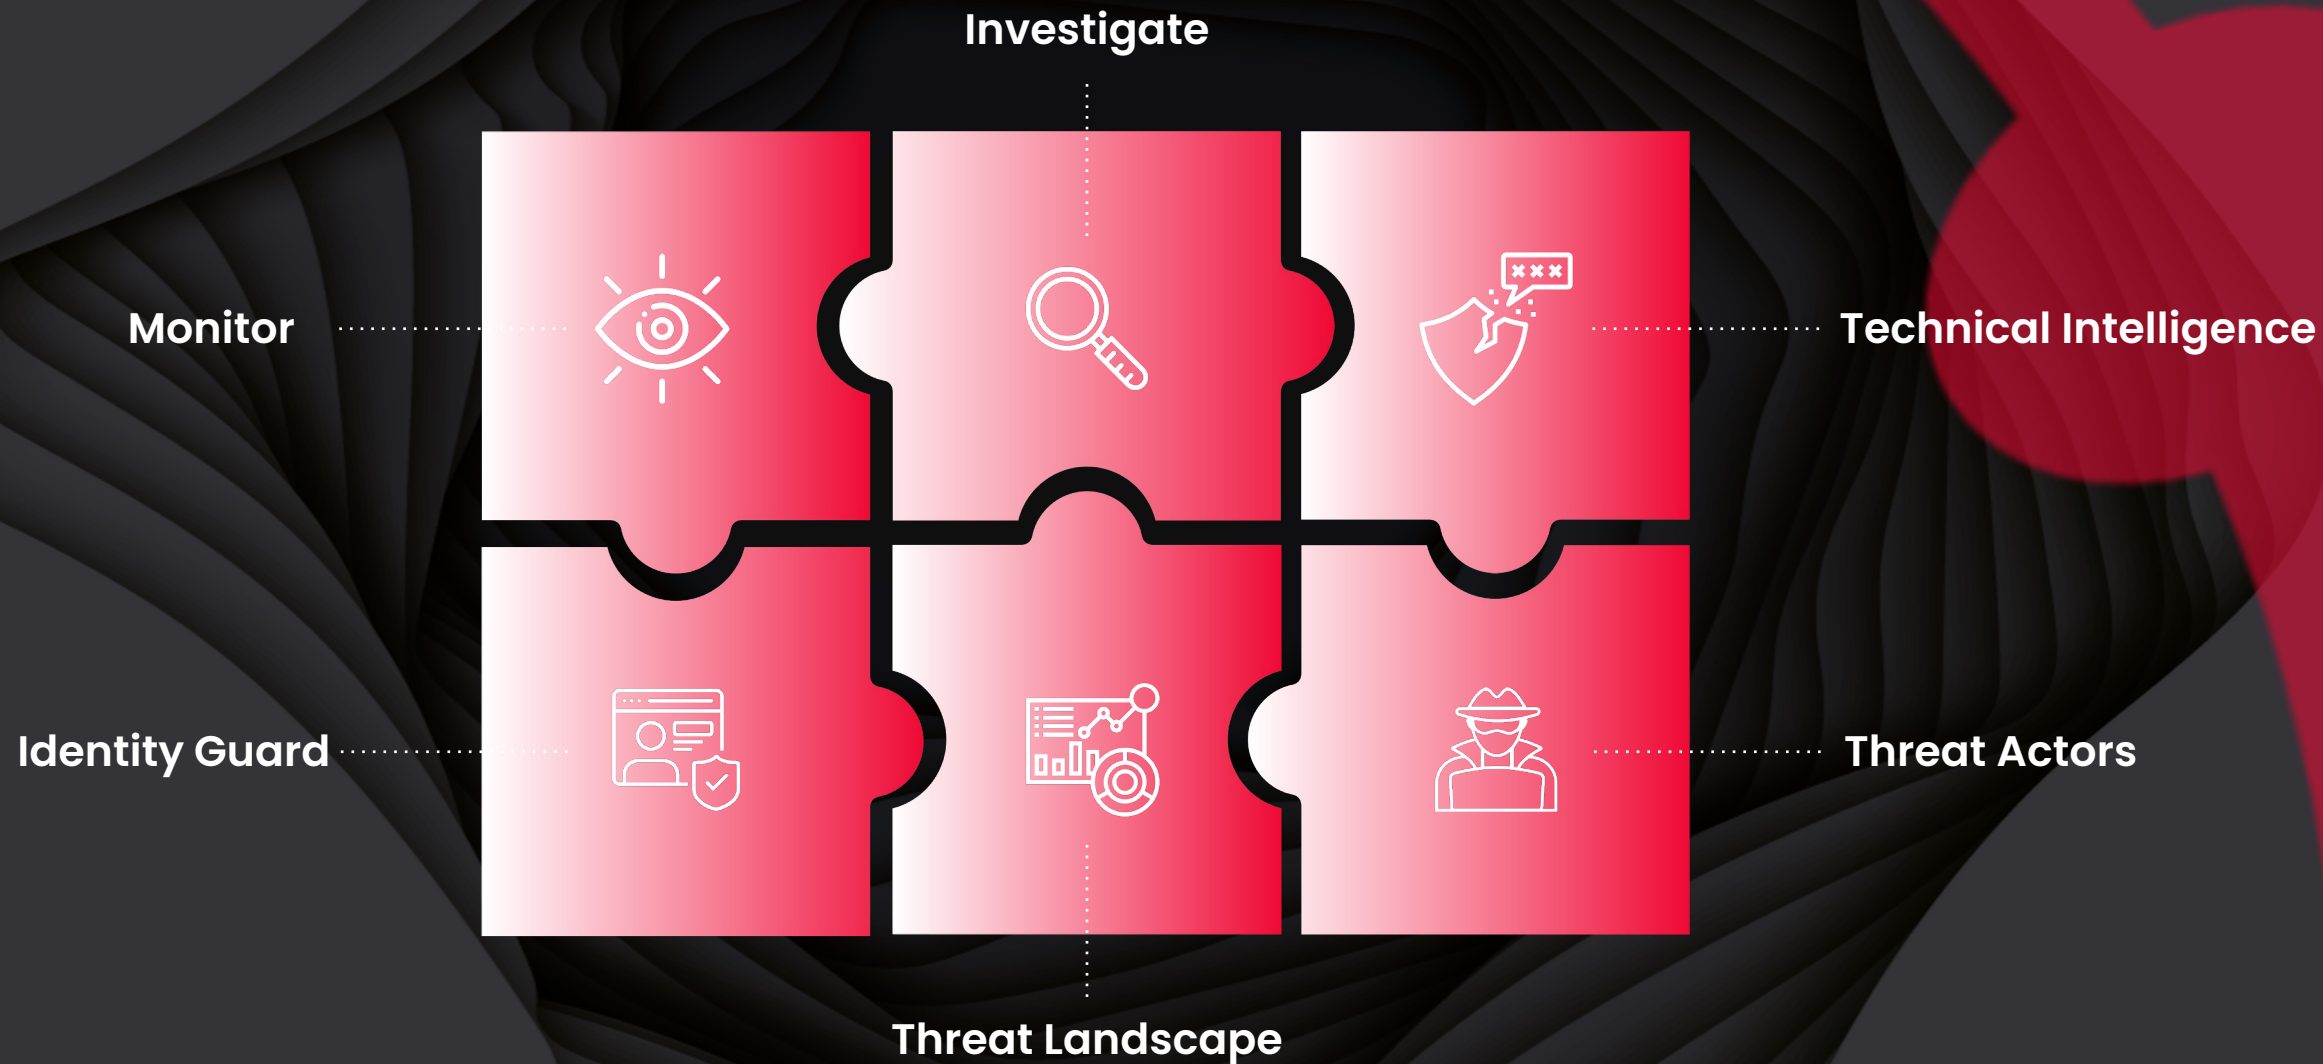 Investigate
Monitor
Technical Intelligence
Identity Guard
Threat Actors
Threat Landscape